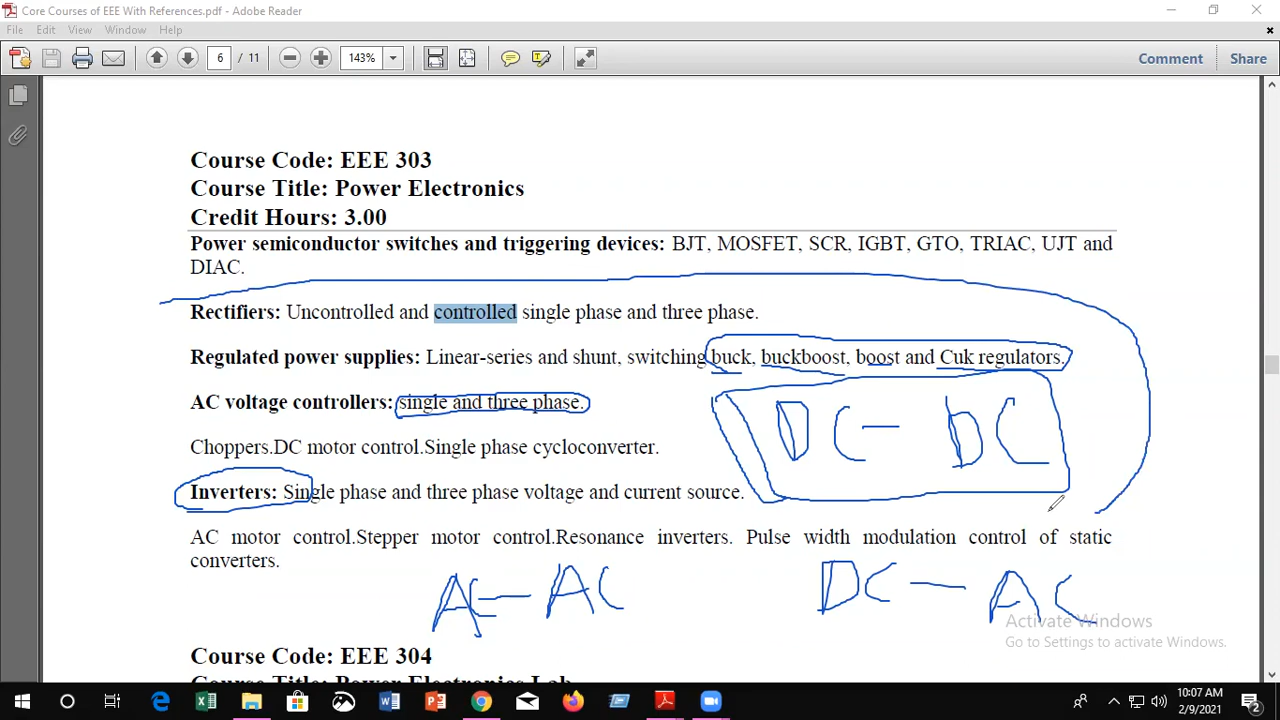 Core Courses of EEE With References.pdf - Adobe Reader
File Edit View Window Help
6 / 11 143% Comment Share
Course Code: EEE 303
Course Title: Power Electronics
Credit Hours: 3.00
Power semiconductor switches and triggering devices: BJT, MOSFET, SCR, IGBT, GTO, TRIAC, UJT and
DIAC.
Rectifiers: Uncontrolled and controlled single phase and three phase.
Regulated power supplies: Linear-series and shunt, switching buck, buckboost, boost and Cuk regulators.
AC voltage controllers: single and three phase.
DC - DC
Choppers.DC motor control.Single phase cycloconverter.
Inverters: Single phase and three phase voltage and current source.
AC motor control.Stepper motor control.Resonance inverters. Pulse width modulation control of static
converters.
AC - AC DC - AC
Activate Windows
Go to Settings to activate Windows.
Course Code: EEE 304
Course Title: Power Electronics Lab
10:07 AM
2/9/2021
2